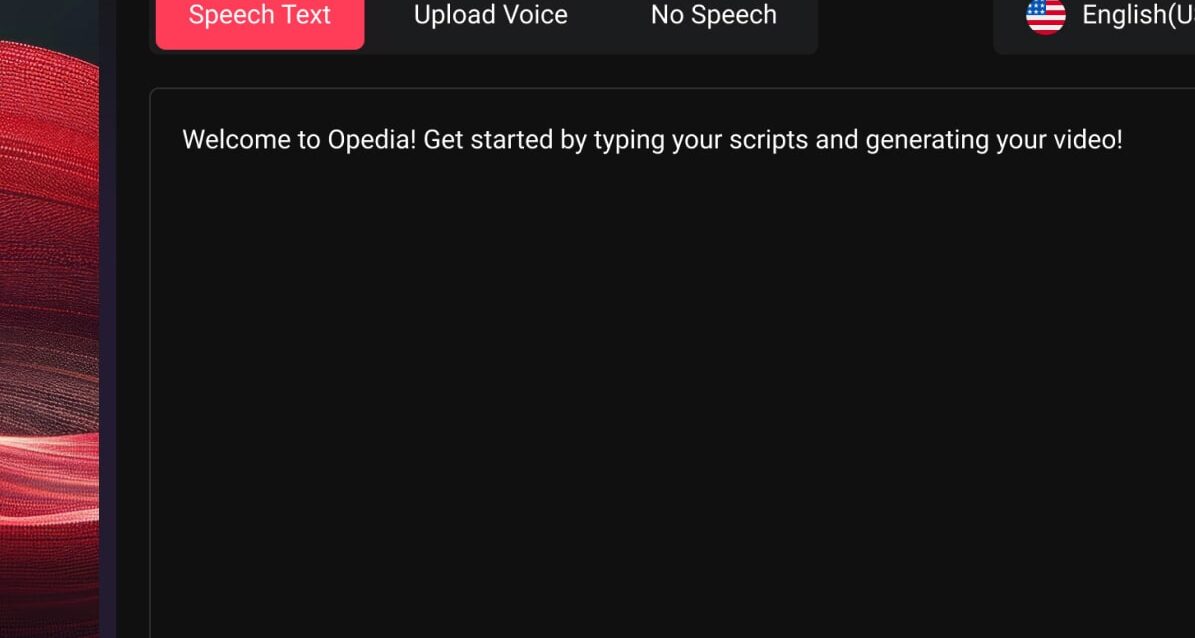 Speech Text
Upload Voice
No Speech
English(U
Welcome to Opedia! Get started by typing your scripts and generating your video!